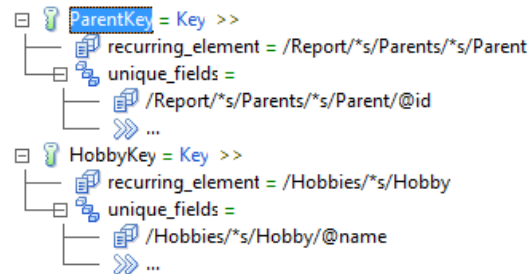 ParentKey = Key >>
recurring_element = /Report/*s/Parents/*s/Parent
unique_fields =
/Report/*s/Parents/*s/Parent/@id
...
HobbyKey = Key >>
recurring_element = /Hobbies/*s/Hobby
unique_fields =
/Hobbies/*s/Hobby/@name
...